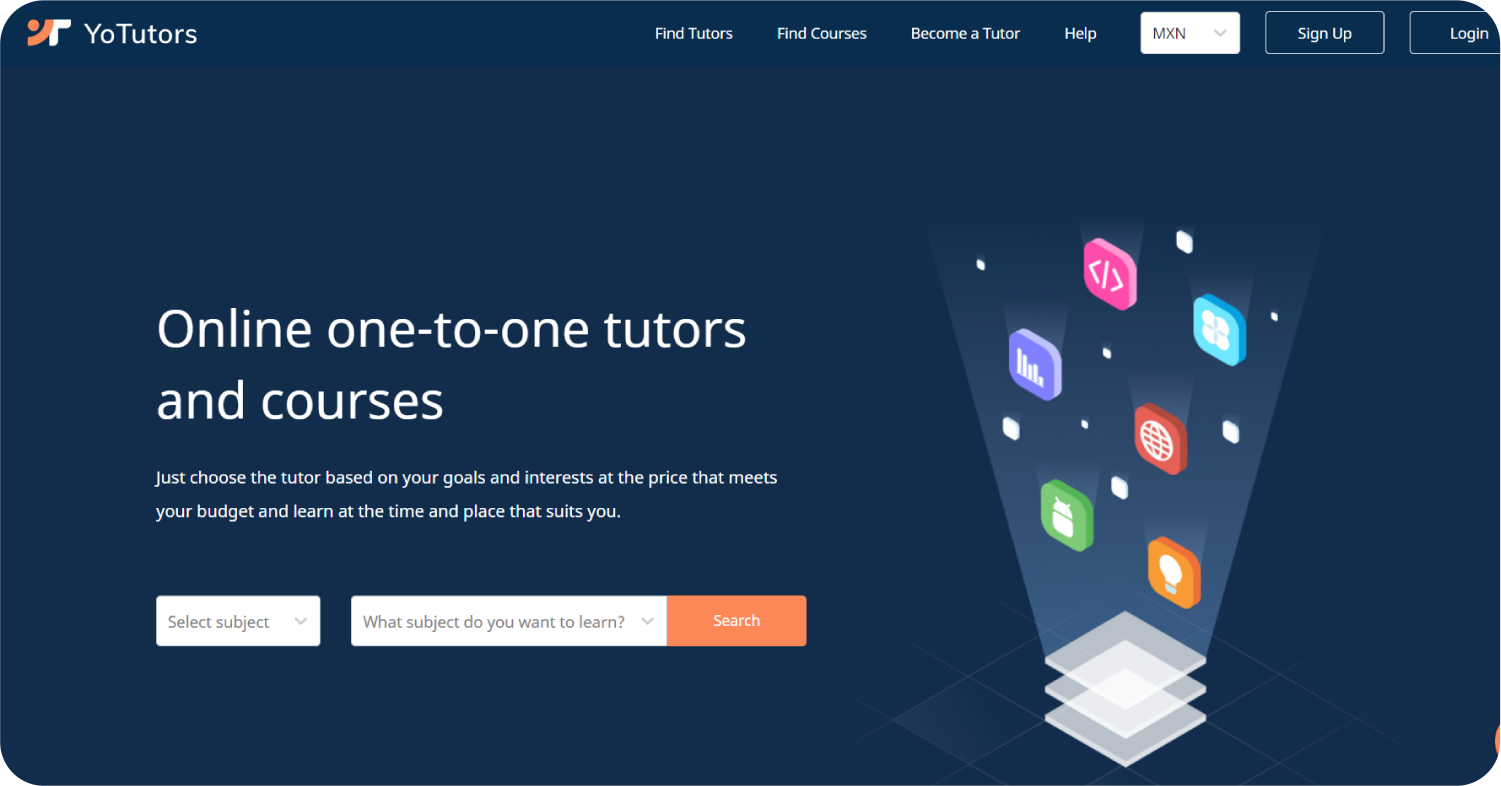 YoTutors
Find Tutors
Find Courses
Become a Tutor
Help
MXN
Sign Up
Login
Online one-to-one tutors
and courses
Just choose the tutor based on your goals and interests at the price that meets
your budget and learn at the time and place that suits you.
Select subject
What subject do you want to learn?
Search